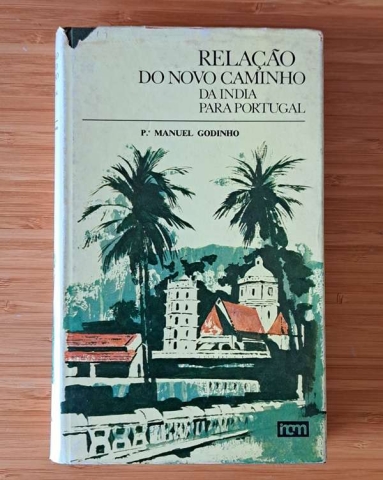 RELAÇÃO
DO NOVO CAMINHO
DA INDIA
PARA PORTUGAL
P.ᵉ MANUEL GODINHO
incm